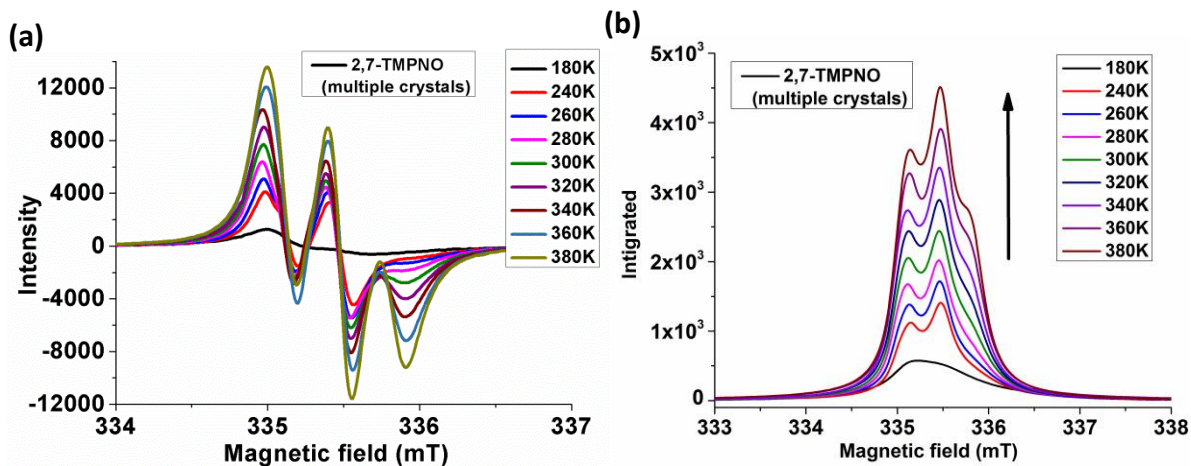 (a)
2,7-TMPNO
(multiple crystals)
180K
240K
260K
280K
300K
320K
340K
360K
380K
12000
8000
4000
0
-4000
-8000
-12000
Intensity
334
335
336
337
Magnetic field (mT)
(b)
2,7-TMPNO
(multiple crystals)
180K
240K
260K
280K
300K
320K
340K
360K
380K
5x10³
4x10³
3x10³
2x10³
1x10³
0
Intigrated
333
334
335
336
337
338
Magnetic field (mT)